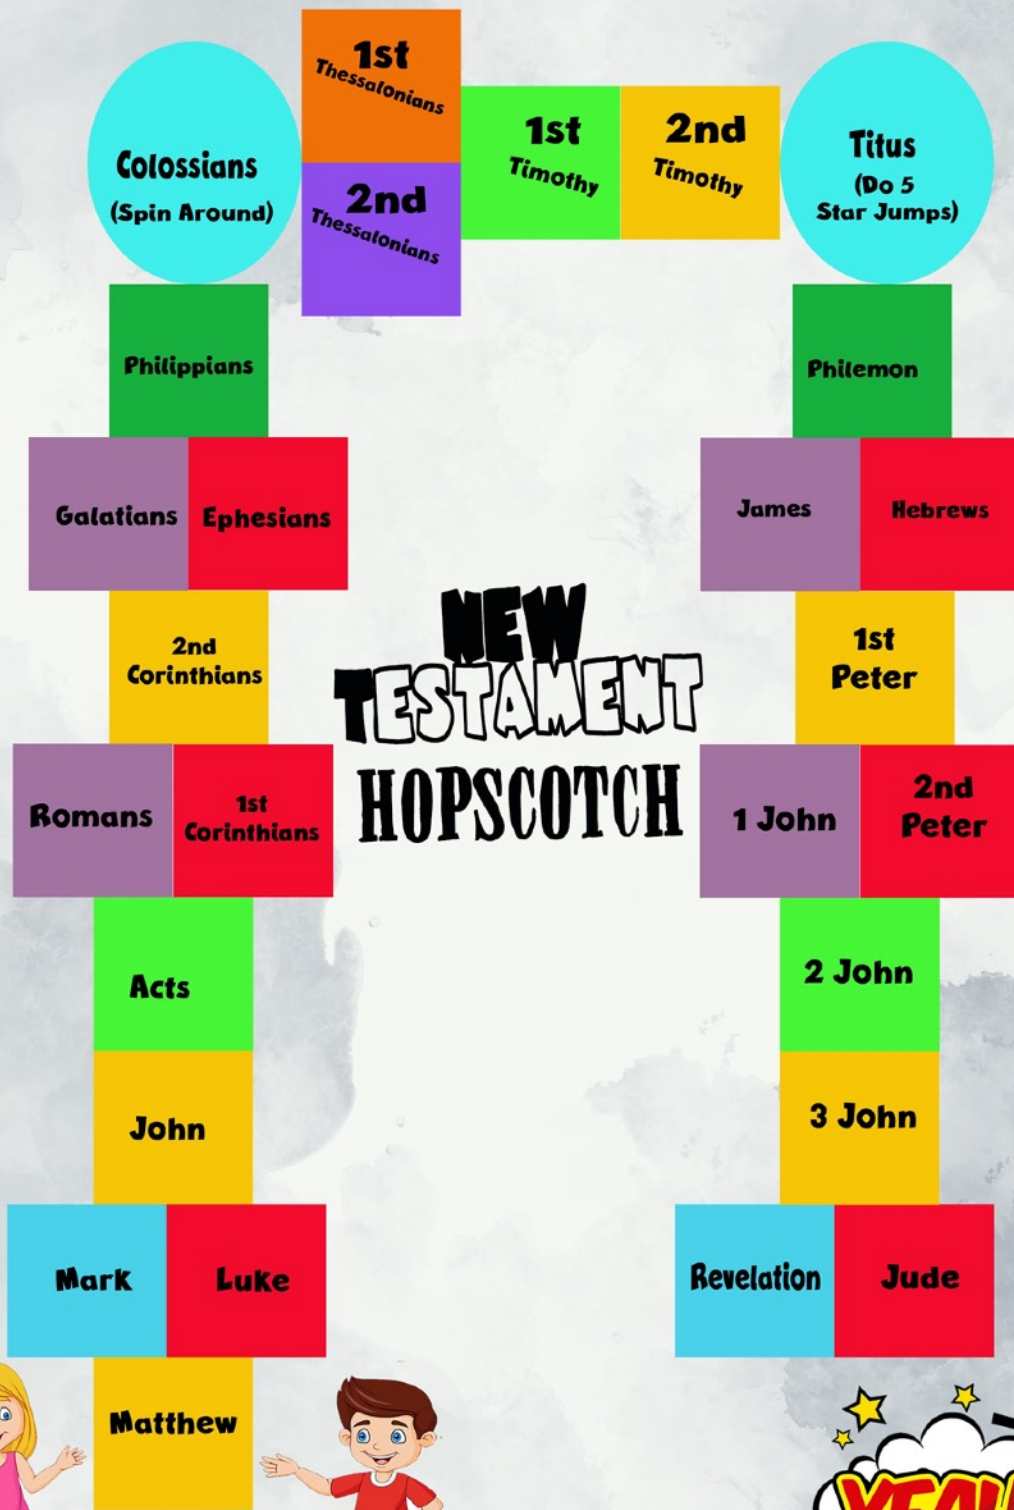 1st
Thessalonians
2nd
Thessalonians
1st
Timothy
2nd
Timothy
Titus
(Do 5
Star Jumps)
Colossians
(Spin Around)
Philippians
Philemon
Galatians
Ephesians
James
Hebrews
2nd
Corinthians
1st
Peter
NEW
TESTAMENT
HOPSCOTCH
Romans
1st
Corinthians
1 John
2nd
Peter
Acts
2 John
John
3 John
Mark
Luke
Revelation
Jude
Matthew
YEAH